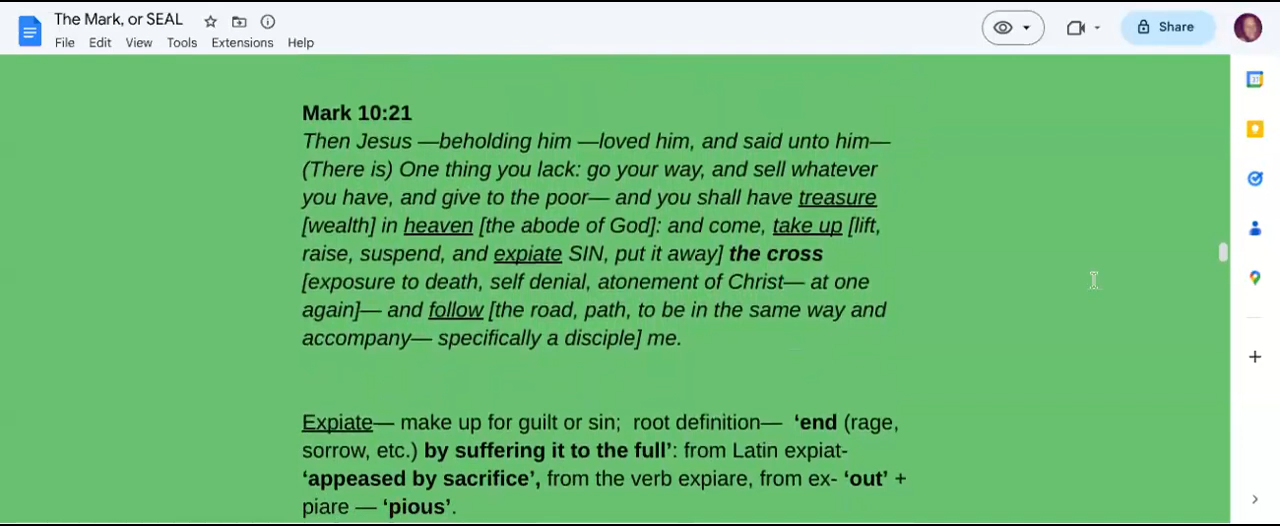 The Mark, or SEAL
File Edit View Tools Extensions Help
Share
Mark 10:21
Then Jesus —beholding him —loved him, and said unto him—
(There is) One thing you lack: go your way, and sell whatever
you have, and give to the poor— and you shall have treasure
[wealth] in heaven [the abode of God]: and come, take up [lift,
raise, suspend, and expiate SIN, put it away] the cross
[exposure to death, self denial, atonement of Christ— at one
again]— and follow [the road, path, to be in the same way and
accompany— specifically a disciple] me.
Expiate— make up for guilt or sin; root definition— ‘end (rage,
sorrow, etc.) by suffering it to the full’: from Latin expiat-
‘appeased by sacrifice’, from the verb expiare, from ex- ‘out’ +
piare — ‘pious’.